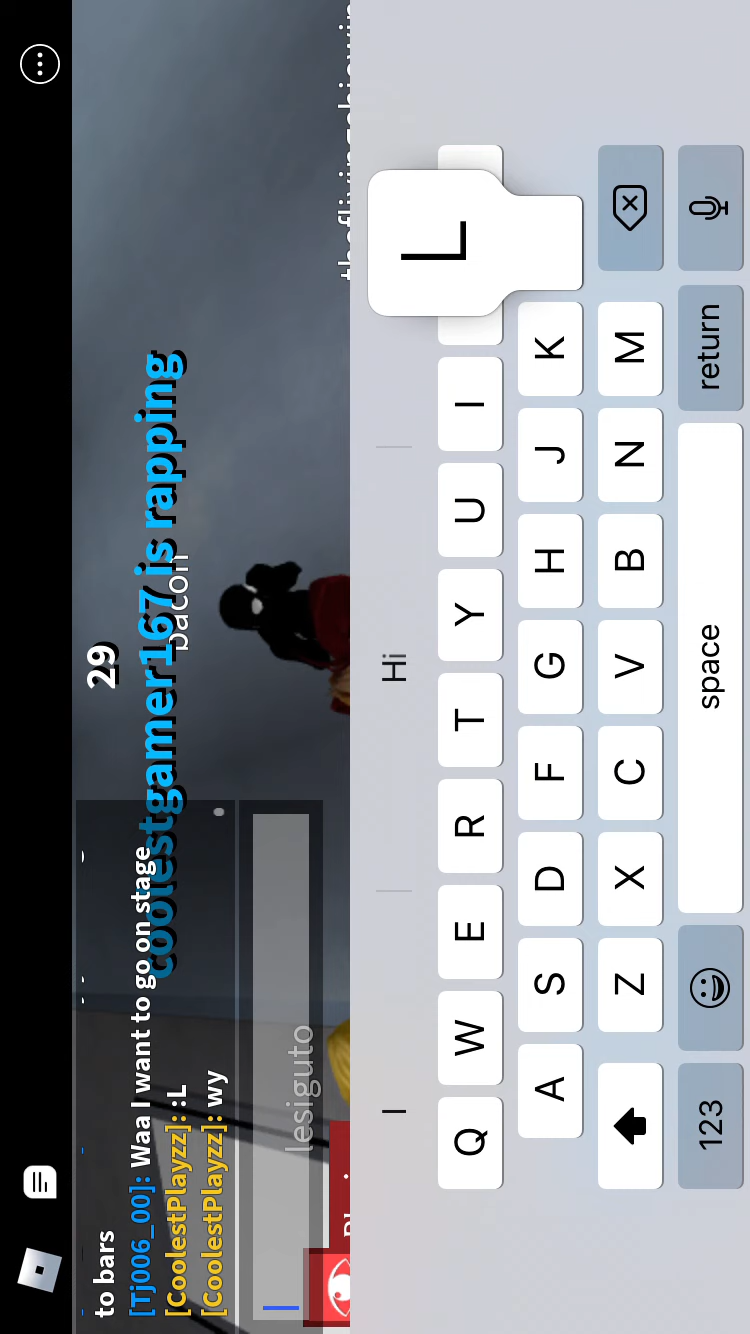 29
coolestgamer167 is rapping
bacon
to bars
[Tj006_00]: Waa I want to go on stage
[CoolestPlayzz]: :L
[CoolestPlayzz]: wy
lesiguto
I Hi
Q W E R T Y U I
A S D F G H J K L
Z X C V B N M
123 space return